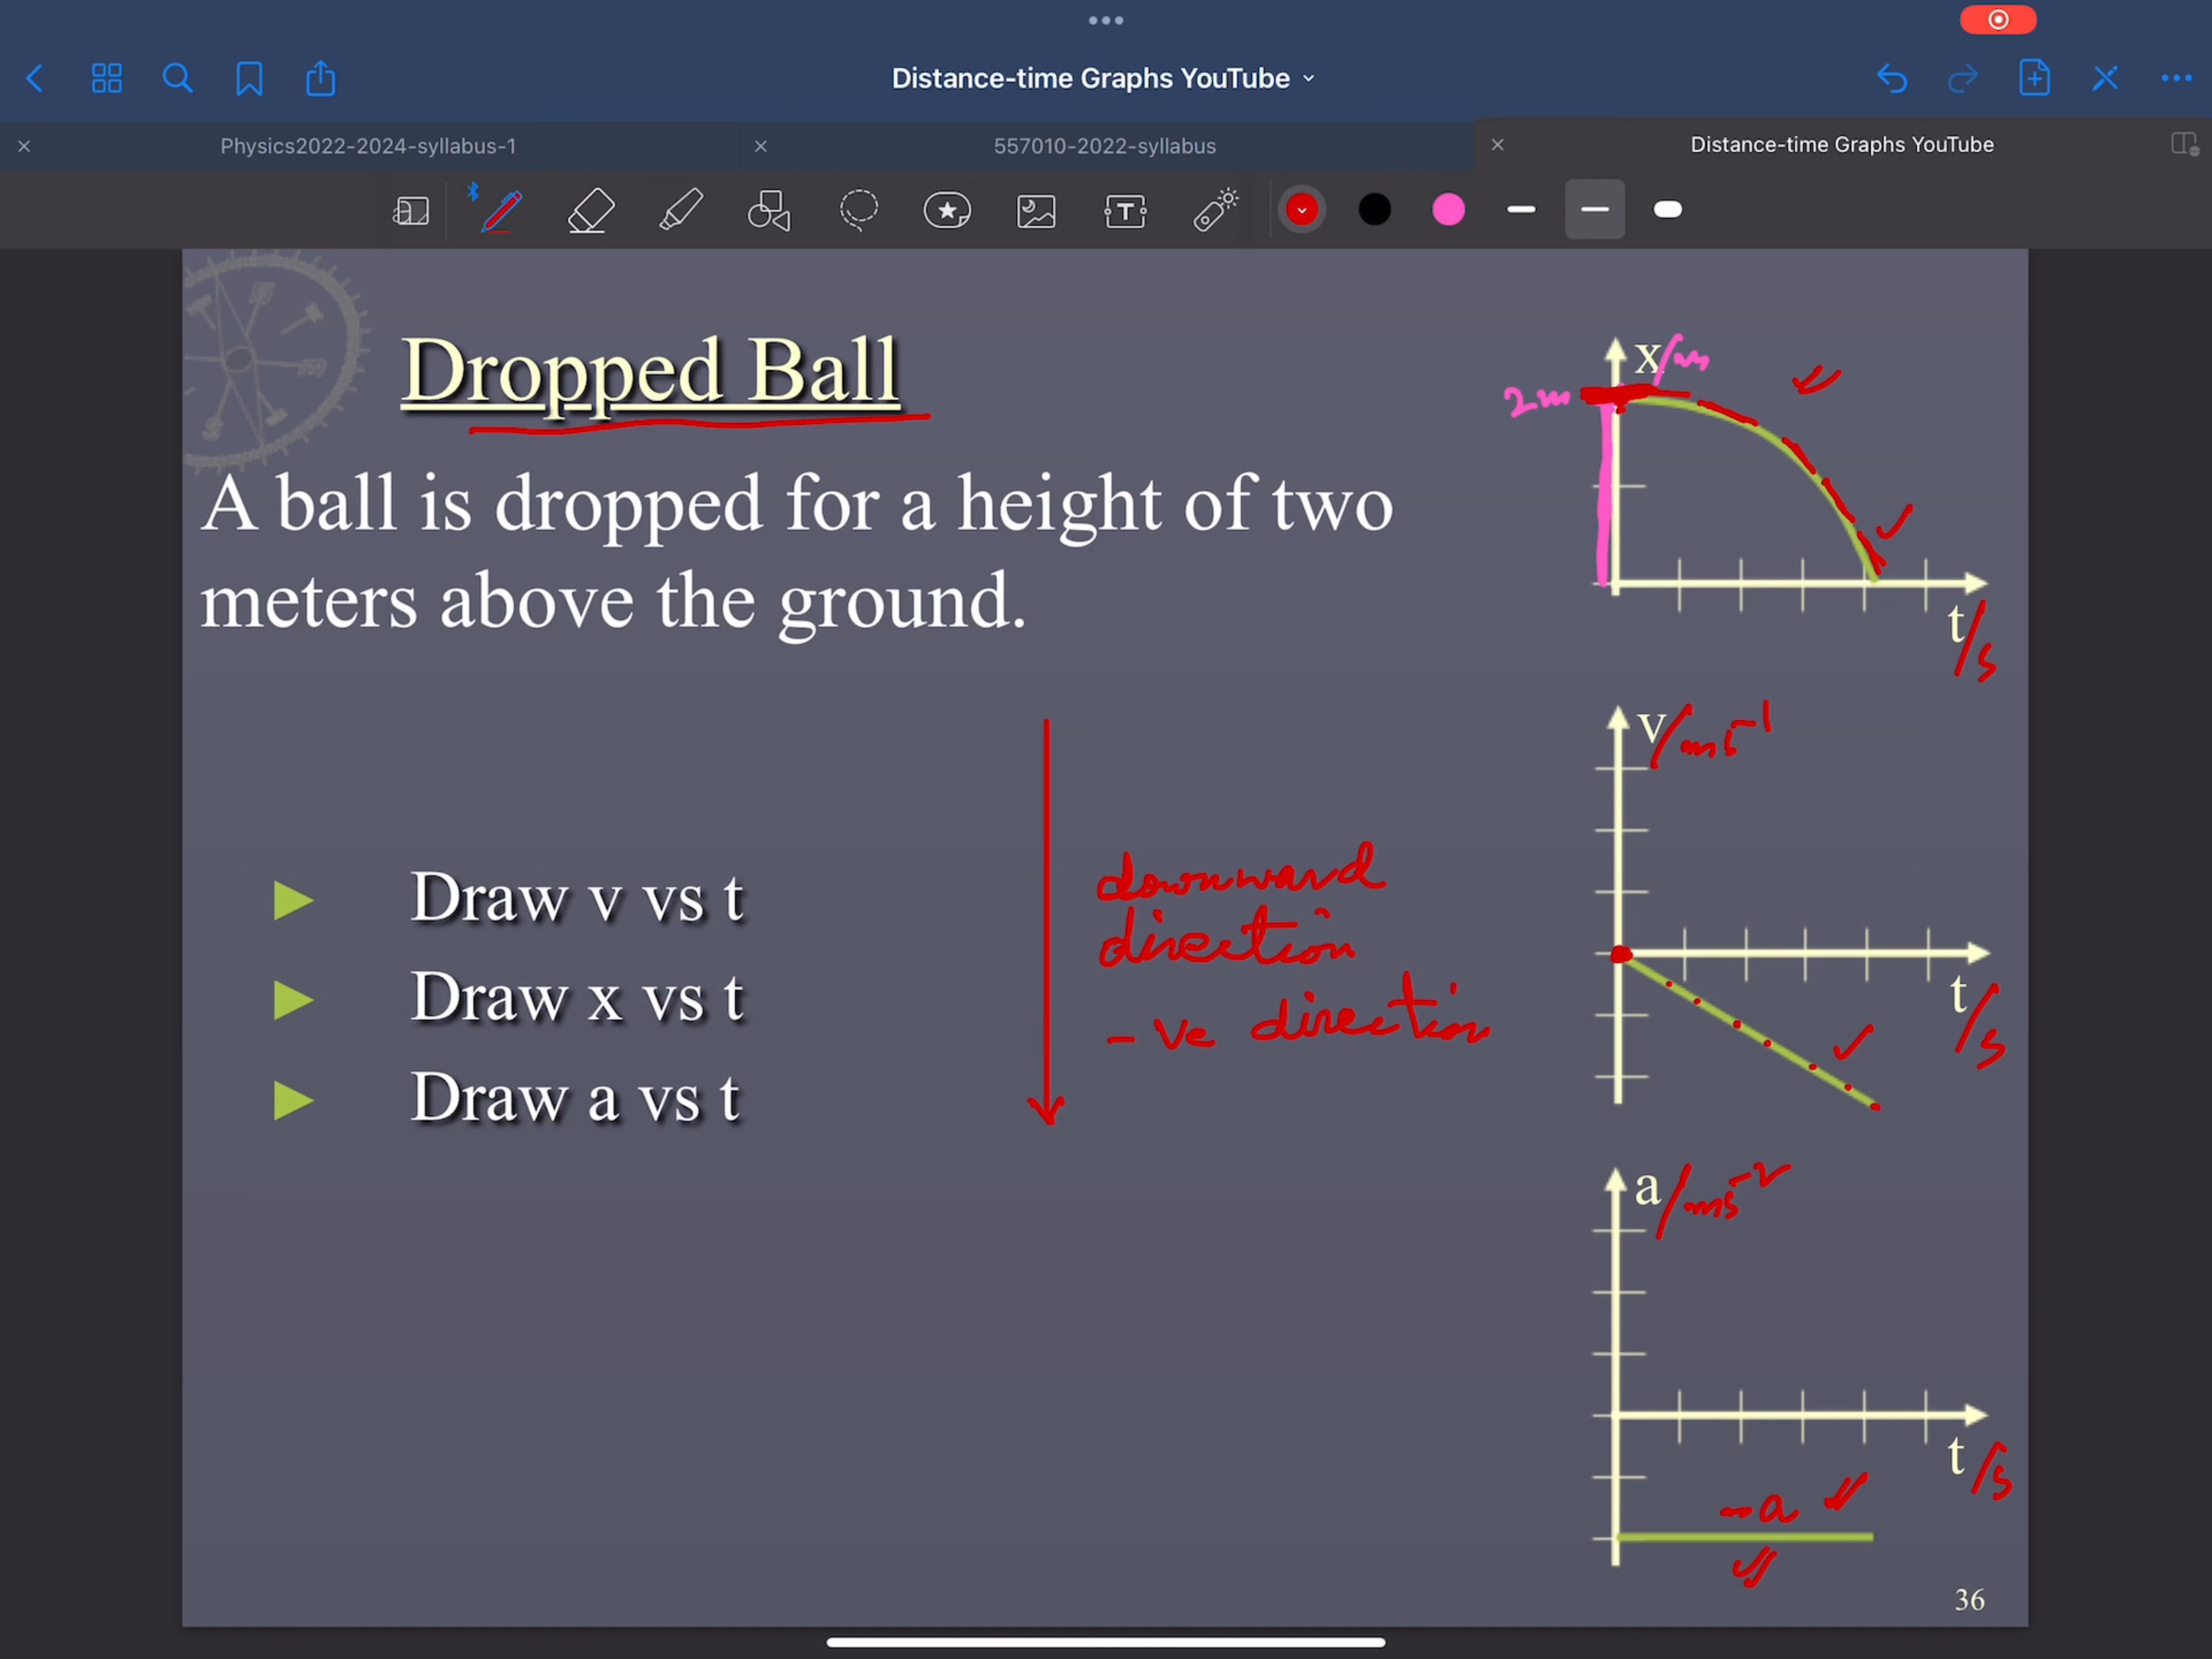 Distance-time Graphs YouTube
Physics2022-2024-syllabus-1
557010-2022-syllabus
Distance-time Graphs YouTube
Dropped Ball
A ball is dropped for a height of two
meters above the ground.
Draw v vs t
Draw x vs t
Draw a vs t
downward
direction
- ve direction
x/m
2m
t/s
v/ms⁻¹
t/s
a/ms⁻²
t/s
-a
36